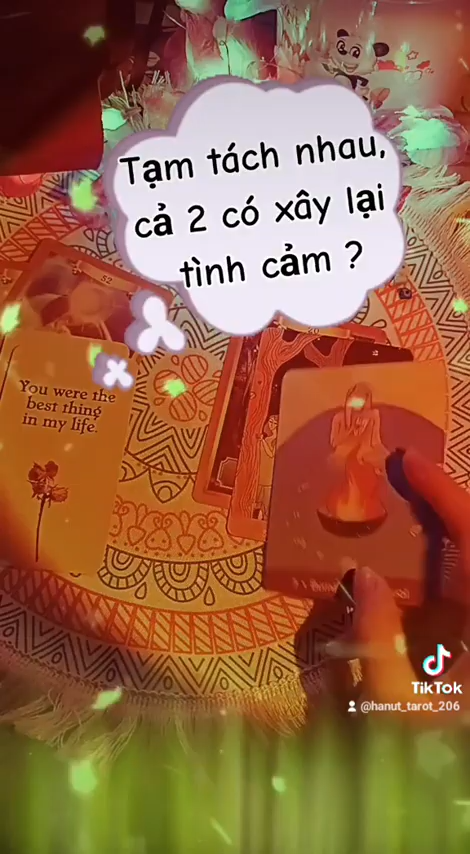 Tạm tách nhau,
cả 2 có xây lại
tình cảm ?
52
You were the
best thing
in my life.
TikTok
@hanut_tarot_206